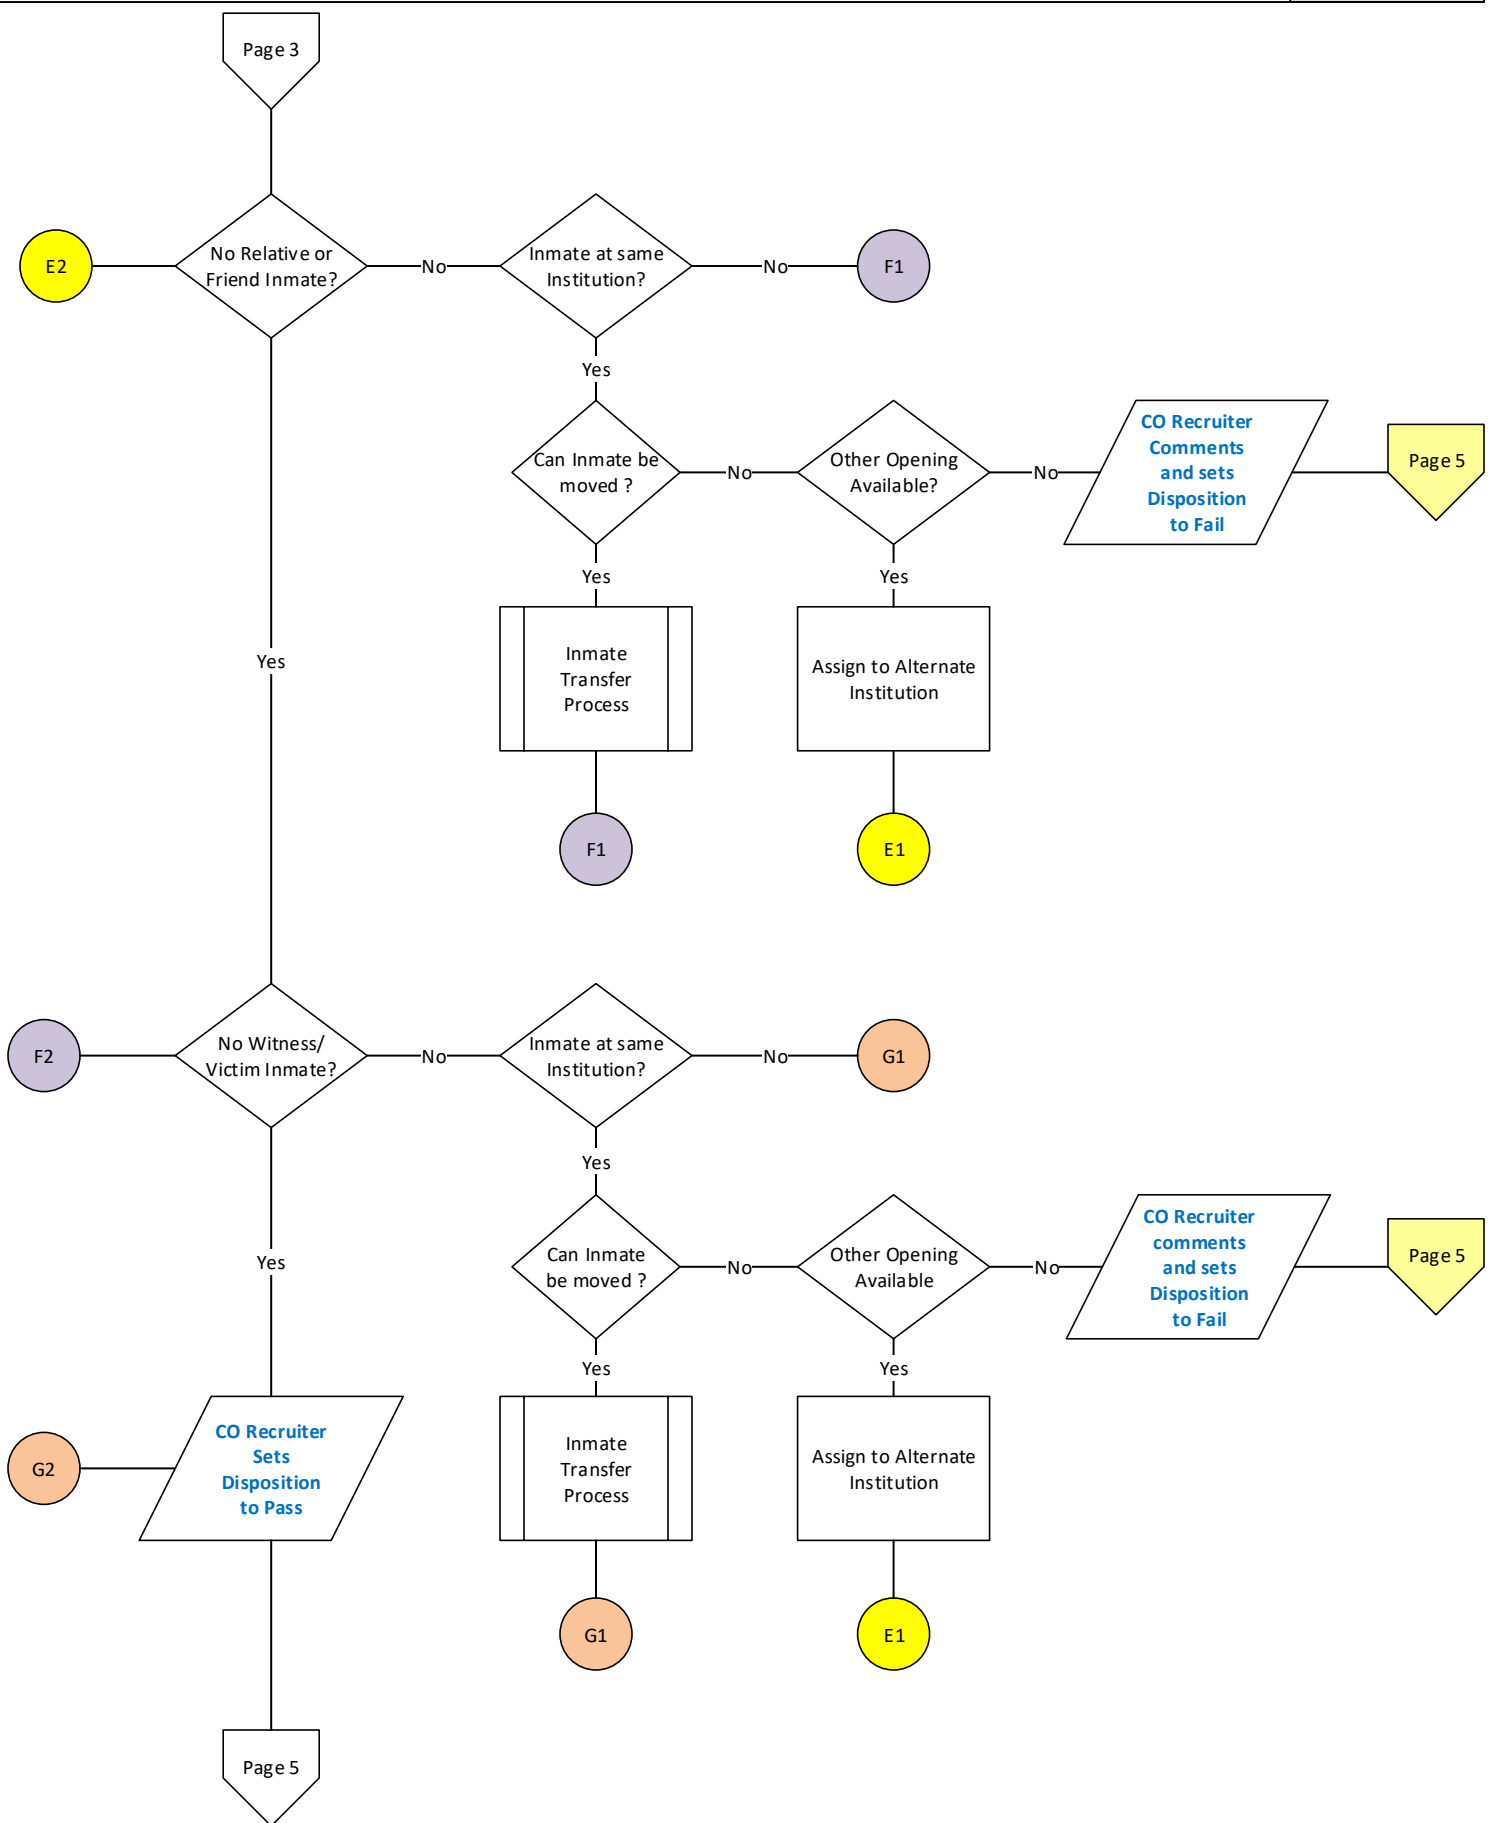 Page 3
E2
No Relative or
Friend Inmate?
No
Inmate at same
Institution?
No
F1
Yes
Can Inmate be
moved ?
No
Other Opening
Available?
No
CO Recruiter
Comments
and sets
Disposition
to Fail
Page 5
Yes
Yes
Inmate
Transfer
Process
Assign to Alternate
Institution
Yes
F1
E1
F2
No Witness/
Victim Inmate?
No
Inmate at same
Institution?
No
G1
Yes
Can Inmate
be moved ?
No
Other Opening
Available
No
CO Recruiter
comments
and sets
Disposition
to Fail
Page 5
Yes
Yes
Yes
G2
CO Recruiter
Sets
Disposition
to Pass
Inmate
Transfer
Process
Assign to Alternate
Institution
G1
E1
Page 5